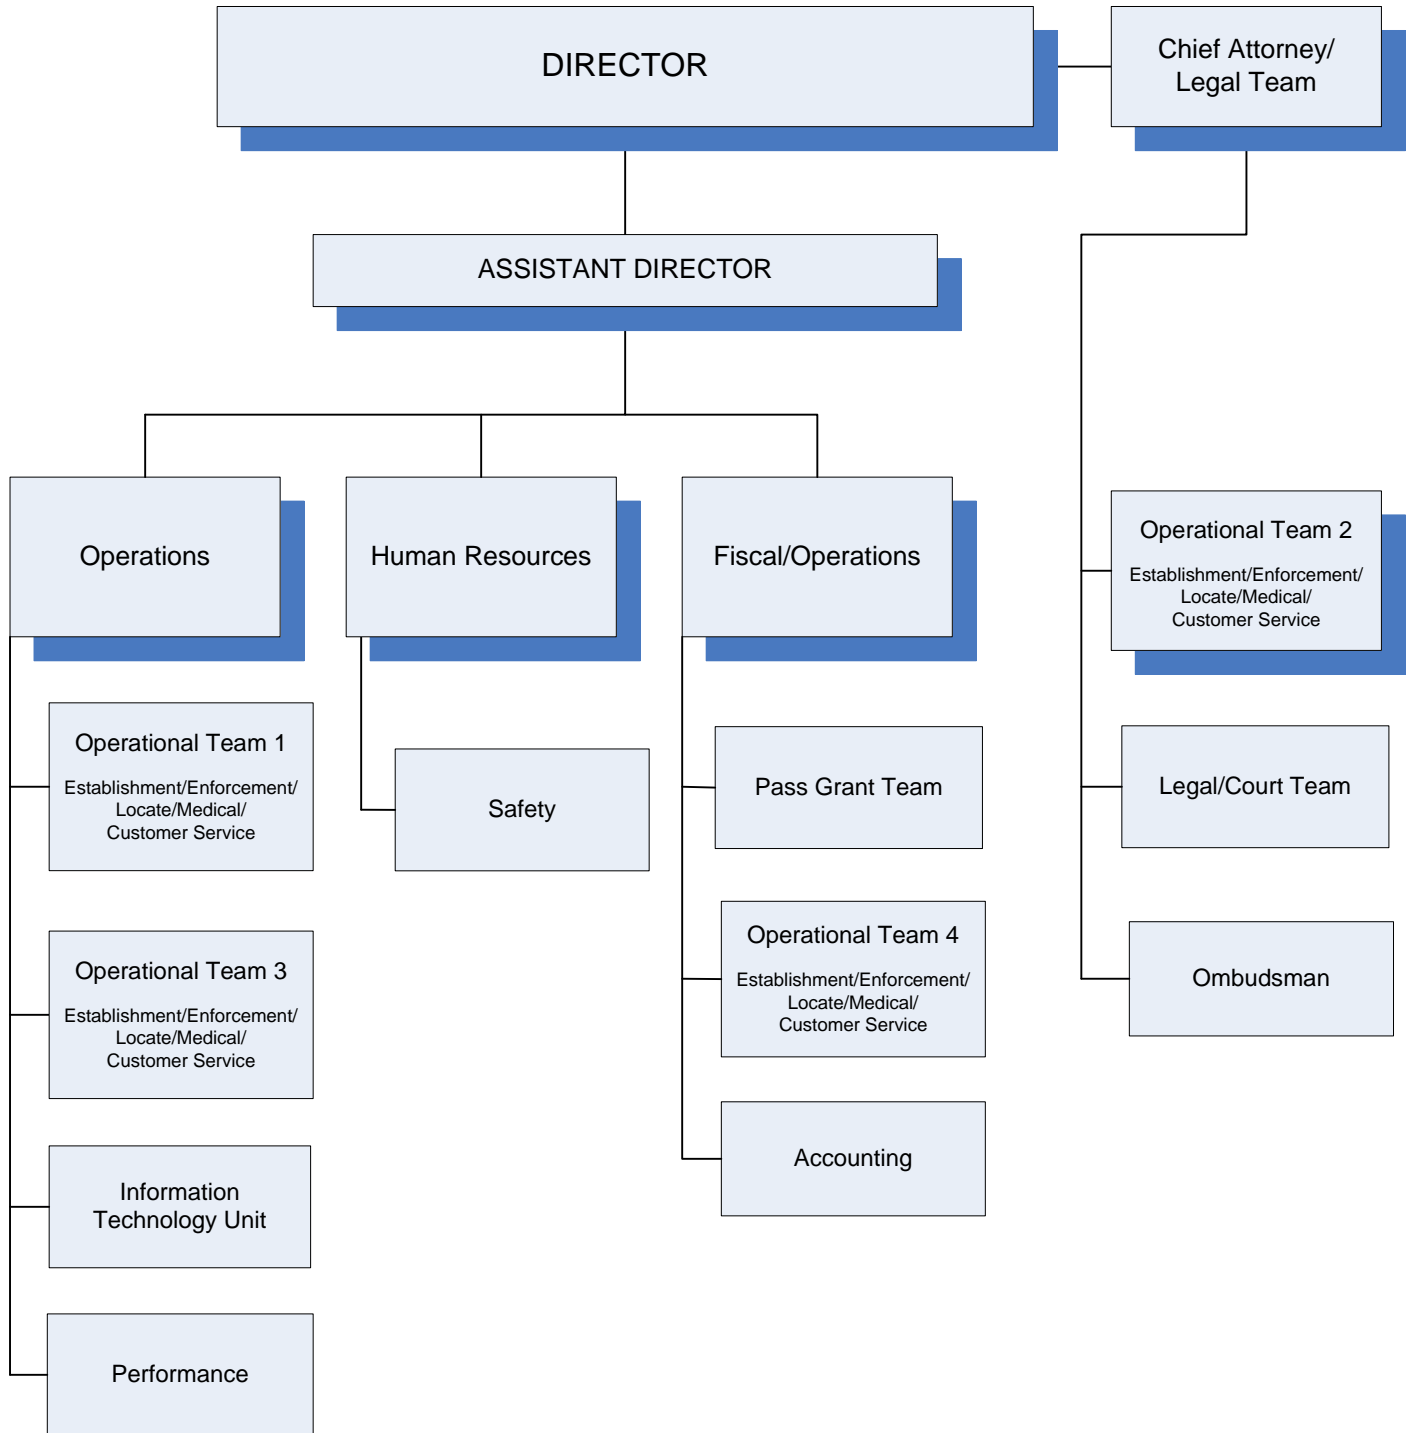 DIRECTOR
Chief Attorney/
Legal Team
ASSISTANT DIRECTOR
Operations
Human Resources
Fiscal/Operations
Operational Team 2
Establishment/Enforcement/
Locate/Medical/
Customer Service
Operational Team 1
Establishment/Enforcement/
Locate/Medical/
Customer Service
Safety
Pass Grant Team
Legal/Court Team
Operational Team 3
Establishment/Enforcement/
Locate/Medical/
Customer Service
Operational Team 4
Establishment/Enforcement/
Locate/Medical/
Customer Service
Ombudsman
Information
Technology Unit
Accounting
Performance